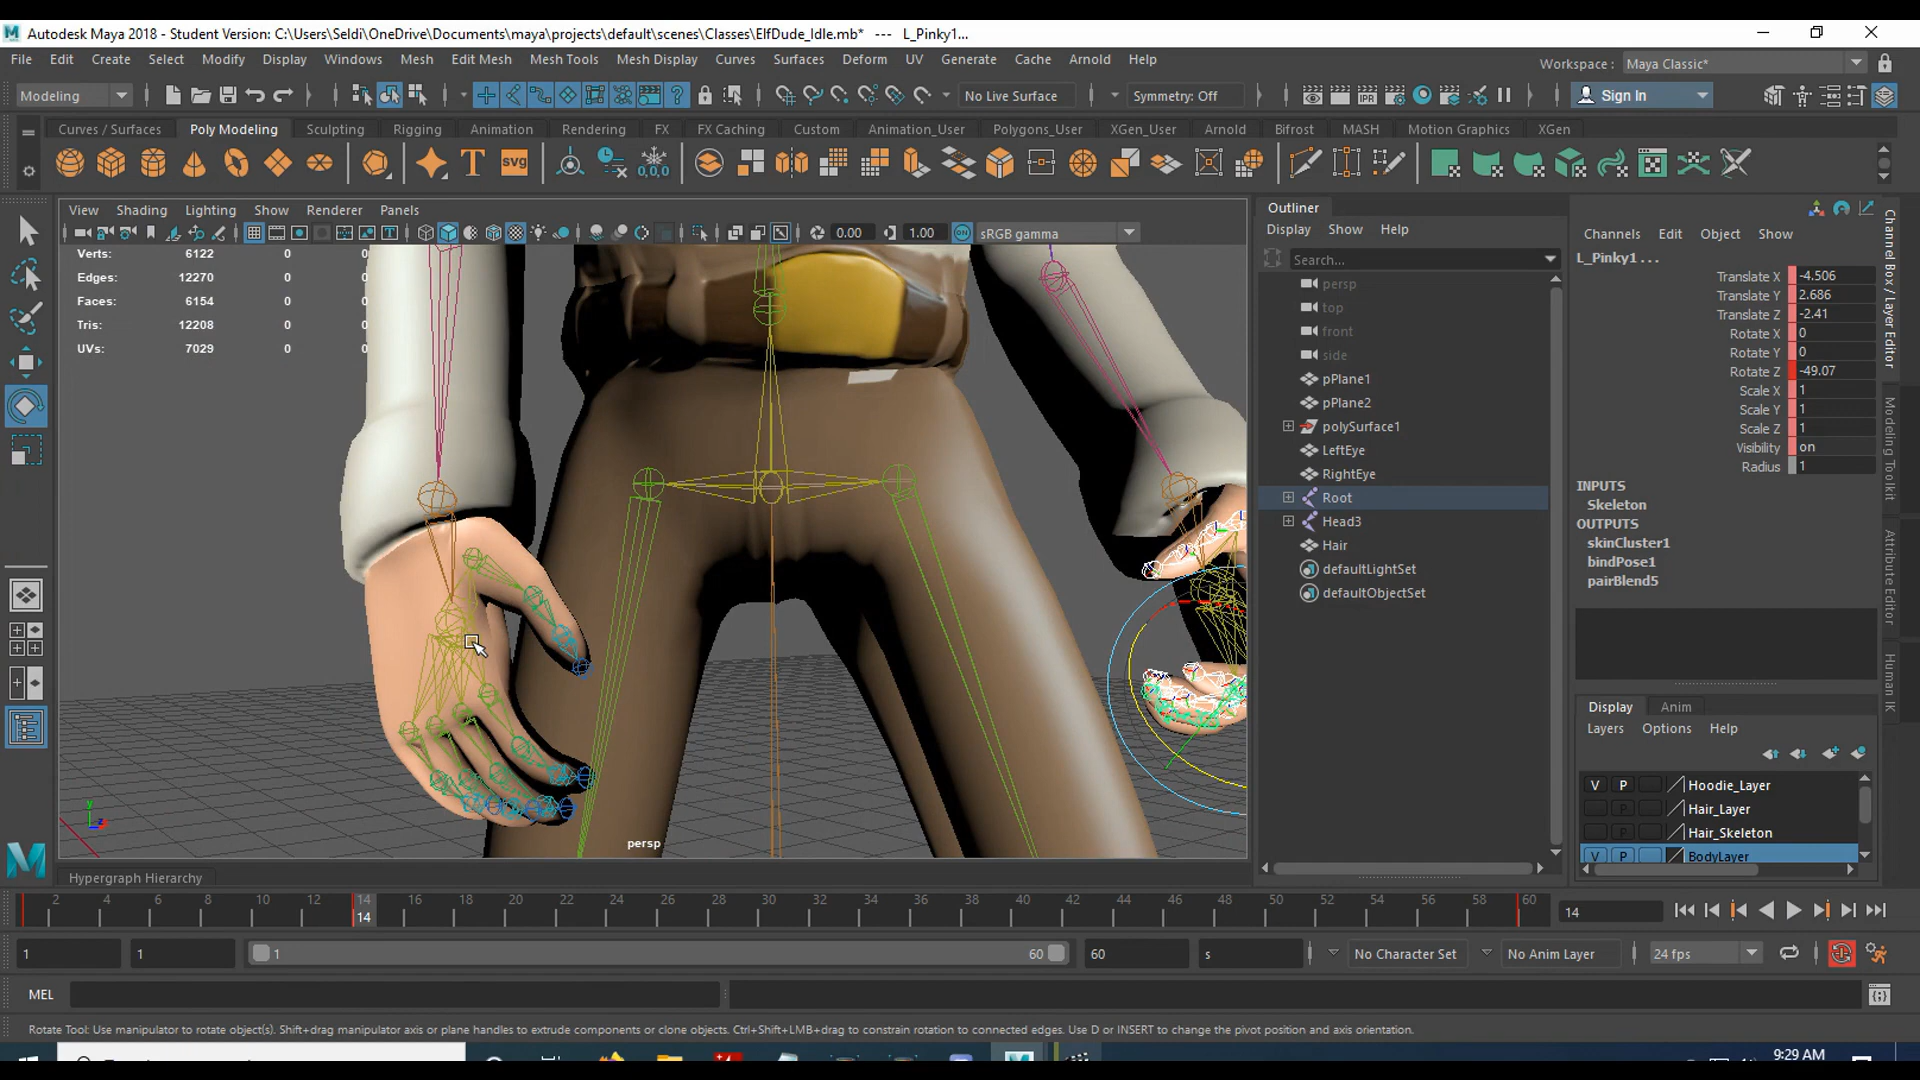 Autodesk Maya 2018 - Student Version: C:\Users\Seldi\OneDrive\Documents\maya\projects\default\scenes\Classes\ElfDude_Idle.mb* --- L_Pinky1...
File Edit Create Select Modify Display Windows Mesh Edit Mesh Mesh Tools Mesh Display Curves Surfaces Deform UV Generate Cache Arnold Help
Workspace : Maya Classic*
Modeling
No Live Surface
Symmetry: Off
Sign In
Curves / Surfaces Poly Modeling Sculpting Rigging Animation Rendering FX FX Caching Custom Animation_User Polygons_User XGen_User Arnold Bifrost MASH Motion Graphics XGen
T svg 0,0,0
View Shading Lighting Show Renderer Panels
0.00 1.00 sRGB gamma
Verts: 6122 0 0
Edges: 12270 0 0
Faces: 6154 0 0
Tris: 12208 0 0
UVs: 7029 0 0
y
persp
Outliner
Display Show Help
Search...
persp
top
front
side
pPlane1
pPlane2
polySurface1
LeftEye
RightEye
Root
Head3
Hair
defaultLightSet
defaultObjectSet
Channels Edit Object Show
L_Pinky1 ...
Translate X -4.506
Translate Y 2.686
Translate Z -2.41
Rotate X 0
Rotate Y 0
Rotate Z -49.07
Scale X 1
Scale Y 1
Scale Z 1
Visibility on
Radius 1
INPUTS
Skeleton
OUTPUTS
skinCluster1
bindPose1
pairBlend5
Display Anim
Layers Options Help
V P Hoodie_Layer
P Hair_Layer
P Hair_Skeleton
V P BodyLayer
Channel Box / Layer Editor
Modeling Toolkit
Attribute Editor
Human IK
Hypergraph Hierarchy
2 4 6 8 10 12 14 16 18 20 22 24 26 28 30 32 34 36 38 40 42 44 46 48 50 52 54 56 58 60
14
14
1 1 1 60 60 s No Character Set No Anim Layer 24 fps
MEL
Rotate Tool: Use manipulator to rotate object(s). Shift+drag manipulator axis or plane handles to extrude components or clone objects. Ctrl+Shift+LMB+drag to constrain rotation to connected edges. Use D or INSERT to change the pivot position and axis orientation.
9:29 AM